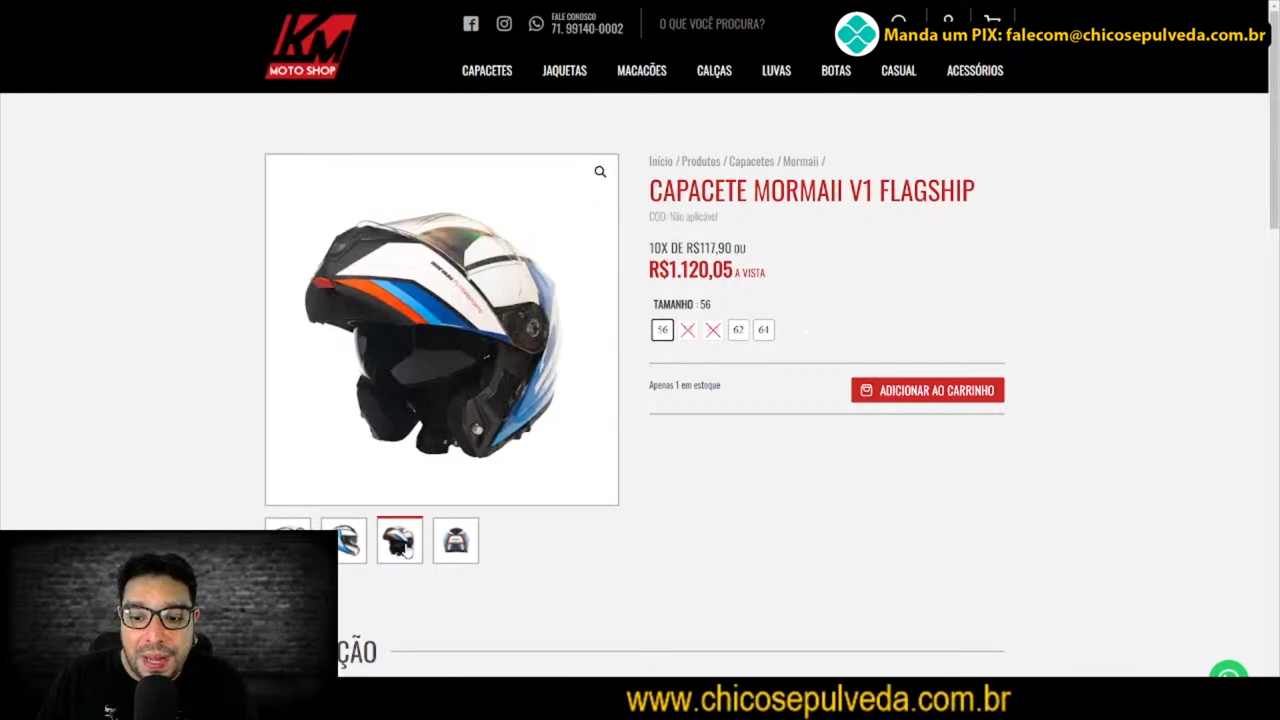 KM
MOTO SHOP
FALE CONOSCO
71. 99140-0002
O QUE VOCÊ PROCURA?
Manda um PIX: falecom@chicosepulveda.com.br
CAPACETES JAQUETAS MACACÕES CALÇAS LUVAS BOTAS CASUAL ACESSÓRIOS
Início / Produtos / Capacetes / Mormaii /
CAPACETE MORMAII V1 FLAGSHIP
COD: Não aplicável
10X DE R$117,90 OU
R$1.120,05 A VISTA
TAMANHO : 56
56 62 64
Apenas 1 em estoque
ADICIONAR AO CARRINHO
ÇÃO
www.chicosepulveda.com.br